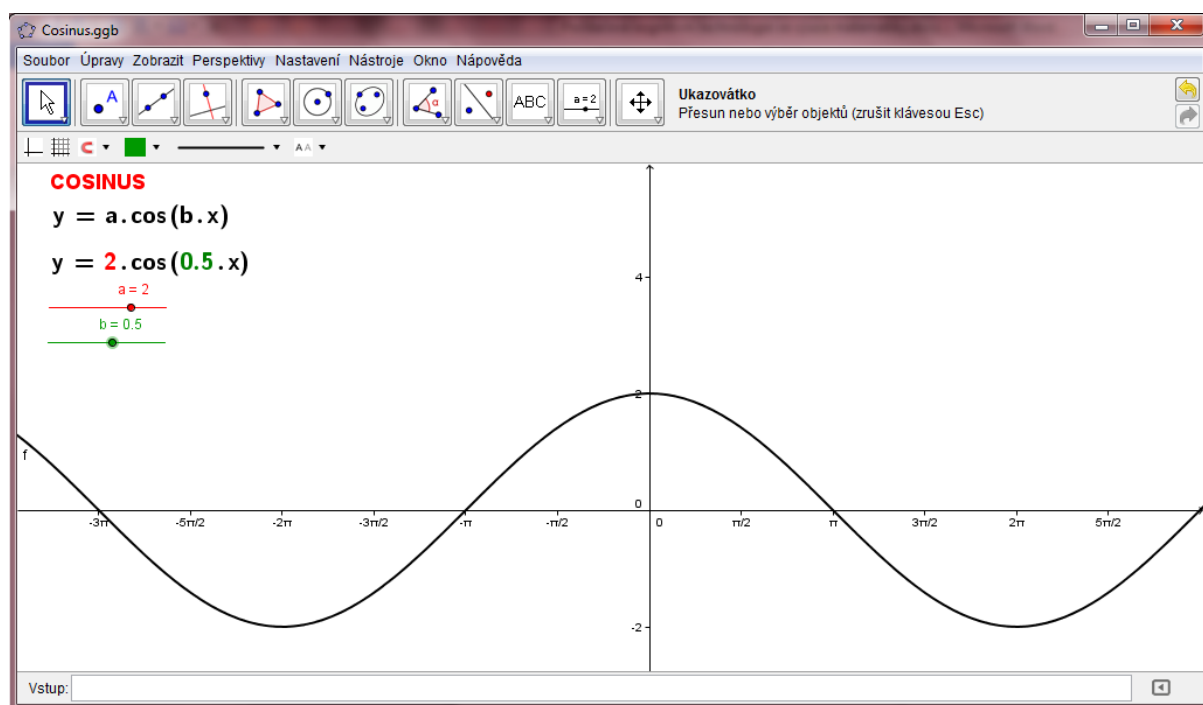 Cosinus.ggb
Soubor Úpravy Zobrazit Perspektivy Nastavení Nástroje Okno Nápověda
A
α
ABC
a=2
Ukazovátko
Přesun nebo výběr objektů (zrušit klávesou Esc)
A A
COSINUS
y = a.cos(b.x)
y = 2.cos(0.5.x)
a = 2
b = 0.5
4
2
f
0
-3π -5π/2 -2π -3π/2 -π -π/2 0 π/2 π 3π/2 2π 5π/2
-2
Vstup: